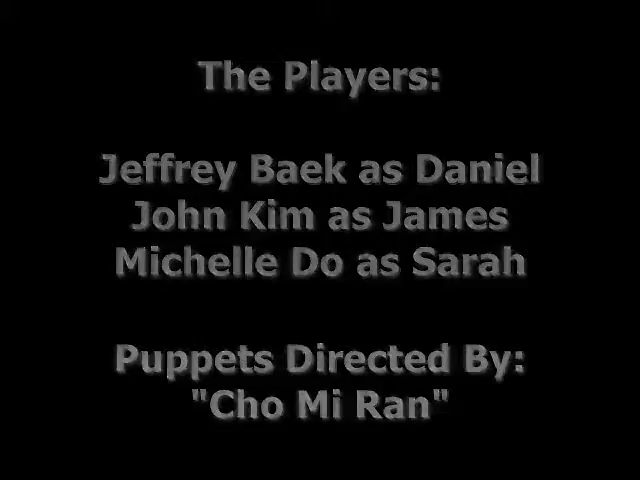 The Players:
Jeffrey Baek as Daniel
John Kim as James
Michelle Do as Sarah
Puppets Directed By:
"Cho Mi Ran"